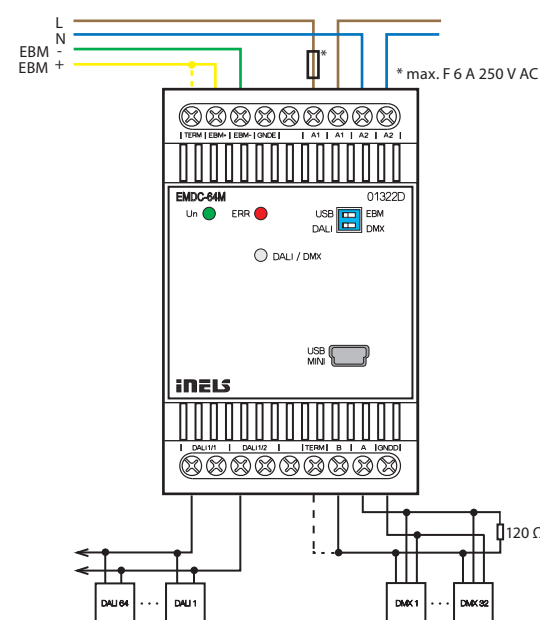 L
N
EBM -
EBM +
*
* max. F 6 A 250 V AC
TERM EBM+ EBM- GNDE A1 A1 A2 A2
EMDC-64M 01322D
Un ERR USB EBM
DALI DMX
DALI / DMX
USB
MINI
iNELS
DALI1/1 DALI1/2 TERM B A GNDD
120 Ω
DALI 64 ··· DALI 1 DMX 1 ··· DMX 32